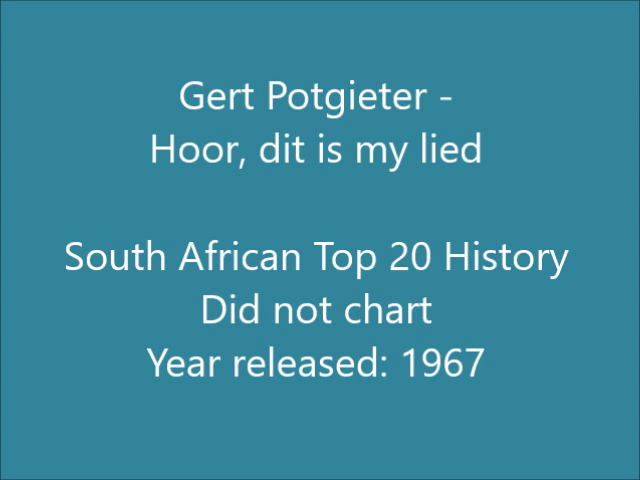 Gert Potgieter -
Hoor, dit is my lied
South African Top 20 History
Did not chart
Year released: 1967